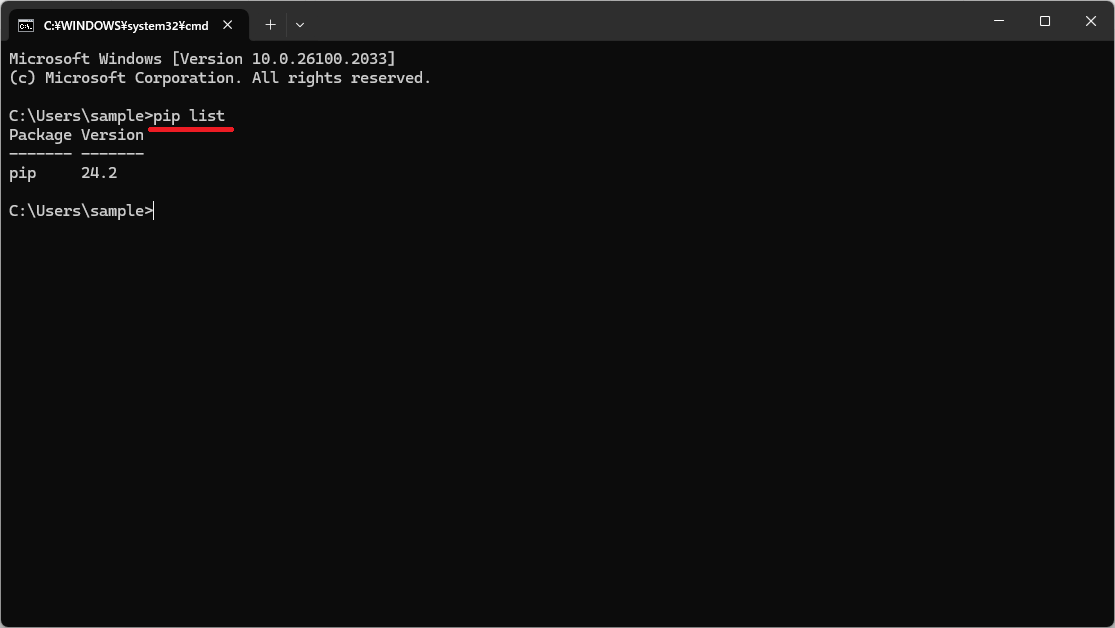 C:¥WINDOWS¥system32¥cmd
Microsoft Windows [Version 10.0.26100.2033]
(c) Microsoft Corporation. All rights reserved.
C:\Users\sample>pip list
Package Version
------- -------
pip     24.2
C:\Users\sample>